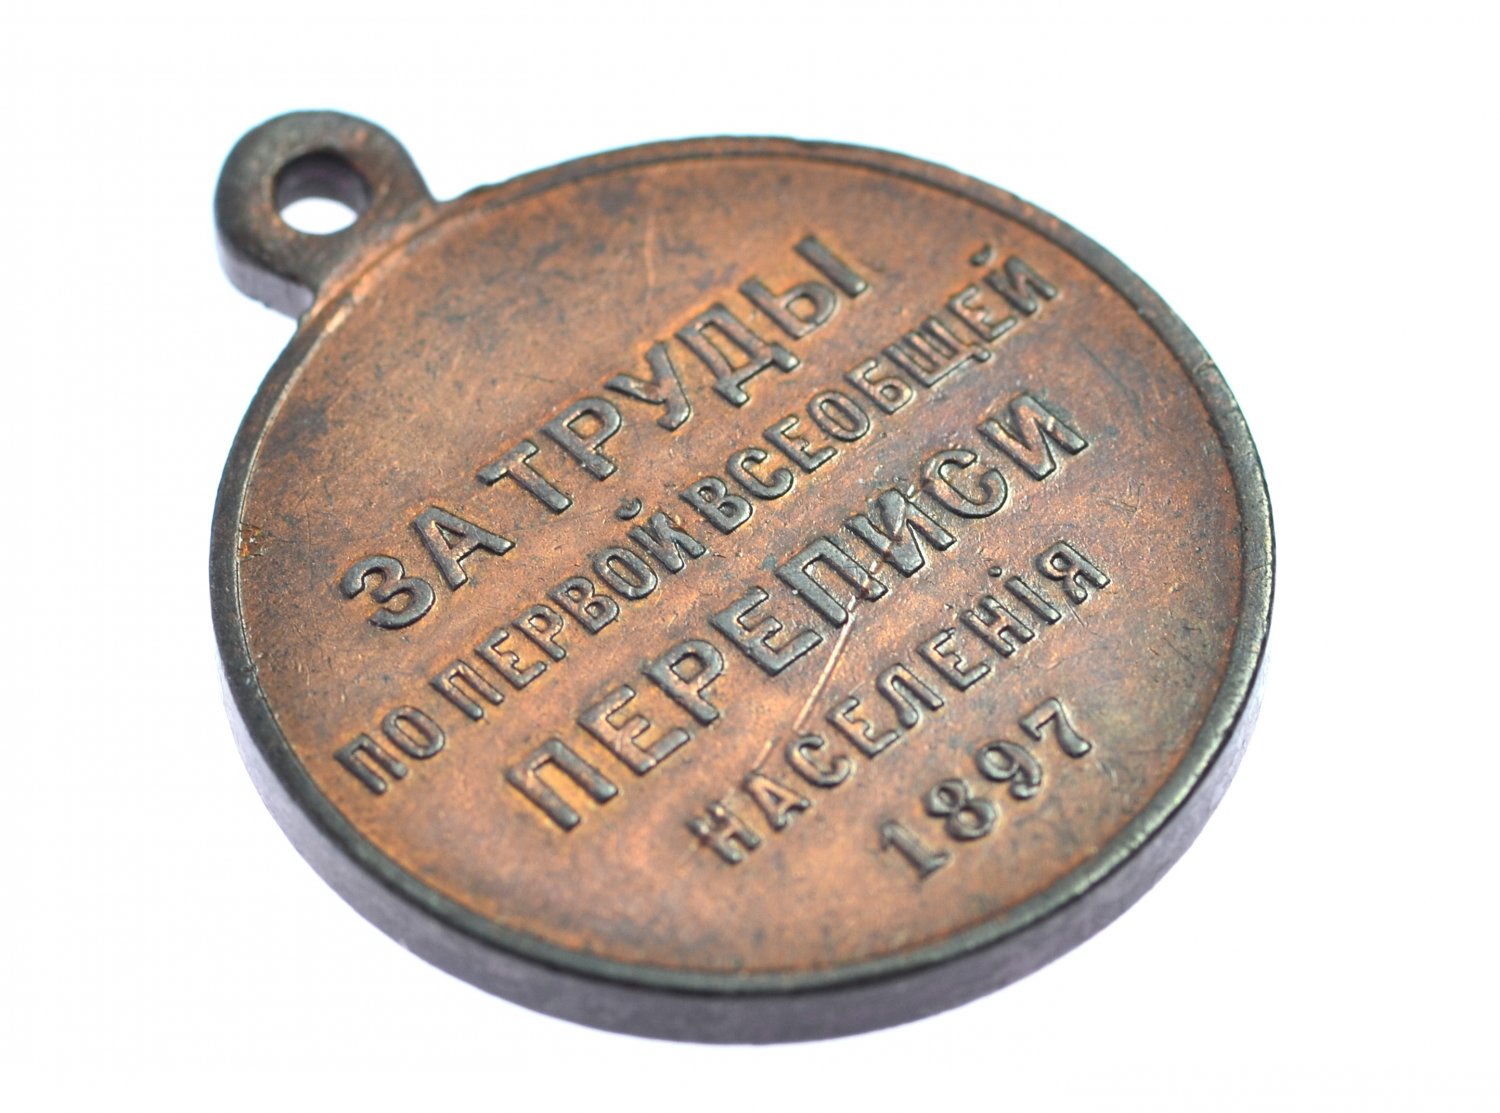 ЗА ТРУДЫ
ПО ПЕРВОЙ ВСЕОБЩЕЙ
ПЕРЕПИСИ
НАСЕЛЕНІЯ
1897